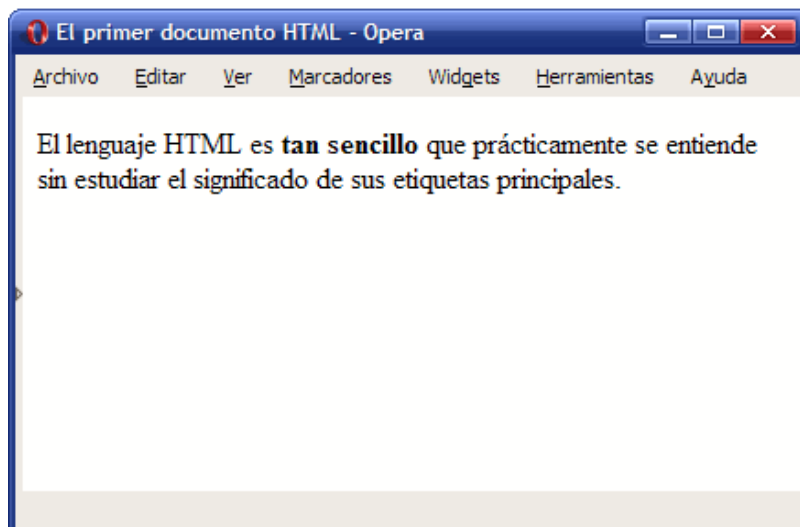 El primer documento HTML - Opera
Archivo Editar Ver Marcadores Widgets Herramientas Ayuda
El lenguaje HTML es tan sencillo que prácticamente se entiende
sin estudiar el significado de sus etiquetas principales.